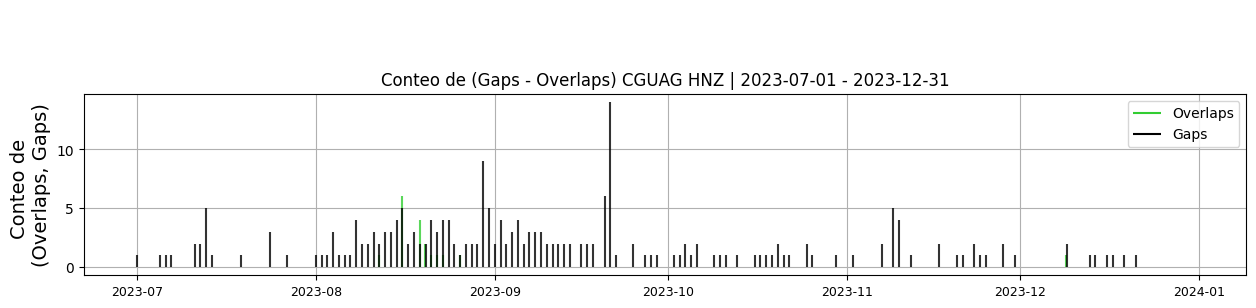 Conteo de (Gaps - Overlaps) CGUAG HNZ | 2023-07-01 - 2023-12-31
Conteo de
(Overlaps, Gaps)
10
5
0
Overlaps
Gaps
2023-07
2023-08
2023-09
2023-10
2023-11
2023-12
2024-01